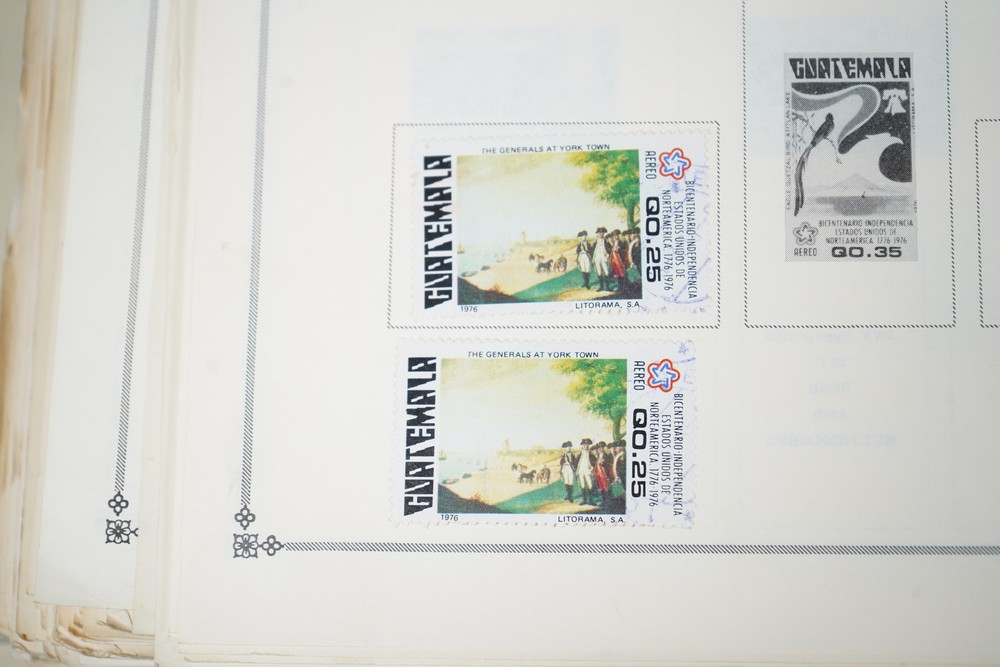 THE GENERALS AT YORK TOWN
GUATEMALA
AEREO
Q0.25
BICENTENARIO·INDEPENDENCIA
ESTADOS UNIDOS DE
NORTEAMERICA. 1776·1976
1976
LITORAMA, S.A.
THE GENERALS AT YORK TOWN
GUATEMALA
AEREO
Q0.25
BICENTENARIO·INDEPENDENCIA
ESTADOS UNIDOS DE
NORTEAMERICA. 1776·1976
1976
LITORAMA, S.A.
GUATEMALA
BICENTENARIO INDEPENDENCIA
ESTADOS UNIDOS DE
NORTEAMERICA. 1776·1976
AEREO Q0.35